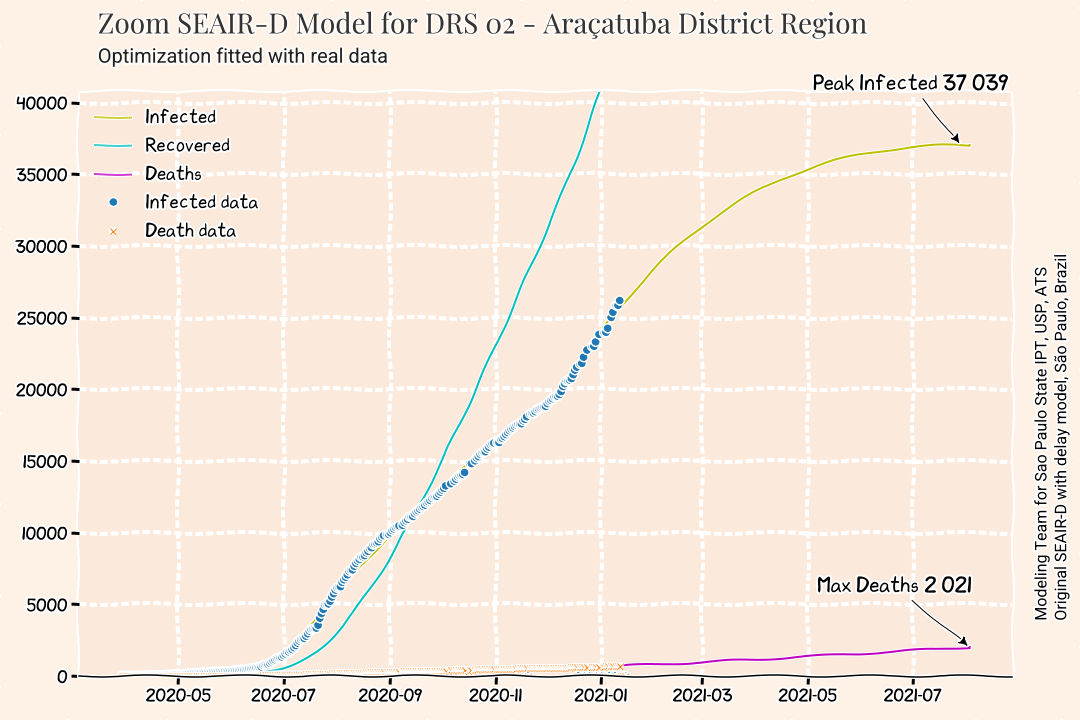 Zoom SEAIR-D Model for DRS 02 - Araçatuba District Region
Optimization fitted with real data
Peak Infected 37 039
40000
35000
30000
25000
20000
15000
10000
5000
0
Infected
Recovered
Deaths
Infected data
Death data
Max Deaths 2 021
2020-05
2020-07
2020-09
2020-11
2021-01
2021-03
2021-05
2021-07
Modeling Team for Sao Paulo State IPT, USP, ATS
Original SEAIR-D with delay model, São Paulo, Brazil